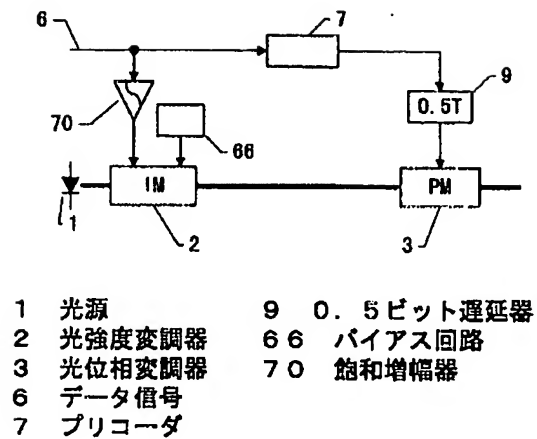 6
7
9
70
0.5T
66
IM
PM
1
2
3
1 光源
2 光強度変調器
3 光位相変調器
6 データ信号
7 プリコーダ
9 0.5ビット遅延器
66 バイアス回路
70 飽和増幅器